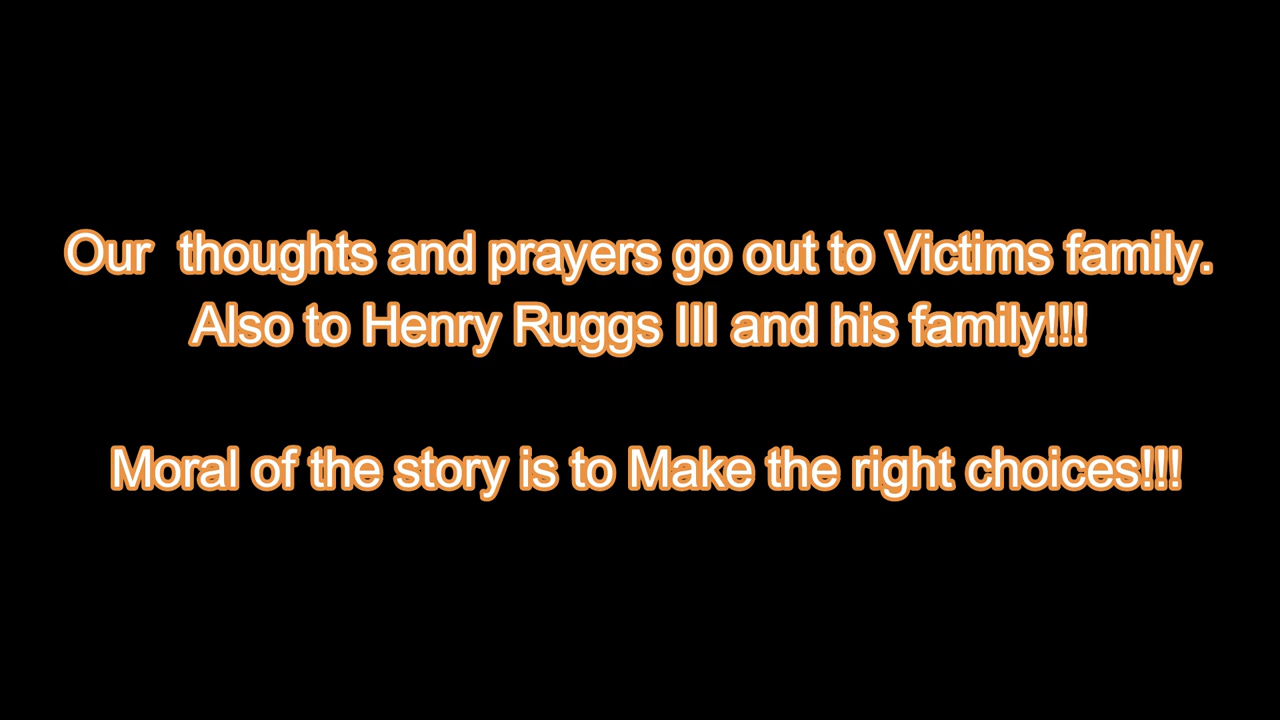 Our  thoughts and prayers go out to Victims family.
Also to Henry Ruggs III and his family!!!
Moral of the story is to Make the right choices!!!